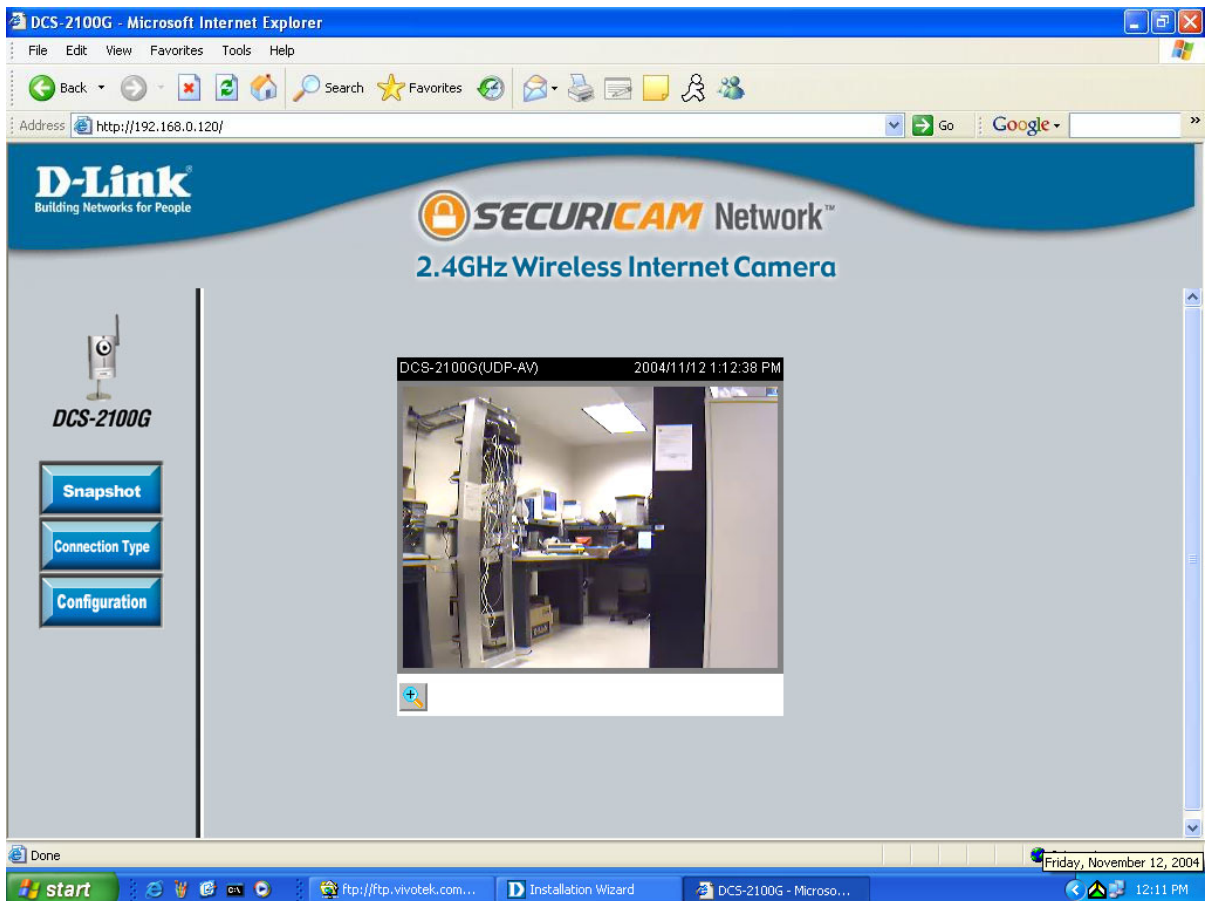 DCS-2100G - Microsoft Internet Explorer
File Edit View Favorites Tools Help
Back Search Favorites
Address http://192.168.0.120/ Go Google
D-Link®
Building Networks for People
SECURICAM Network™
2.4GHz Wireless Internet Camera
DCS-2100G(UDP-AV) 2004/11/12 1:12:38 PM
DCS-2100G
Snapshot
Connection Type
Configuration
Done
Friday, November 12, 2004
start ftp://ftp.vivotek.com... Installation Wizard DCS-2100G - Microso... 12:11 PM